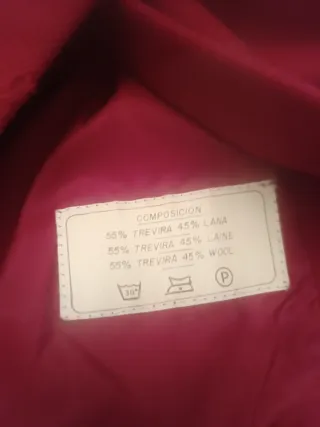 COMPOSICION
55% TREVIRA 45% LANA
55% TREVIRA 45% LAINE
55% TREVIRA 45% WOOL
30° P